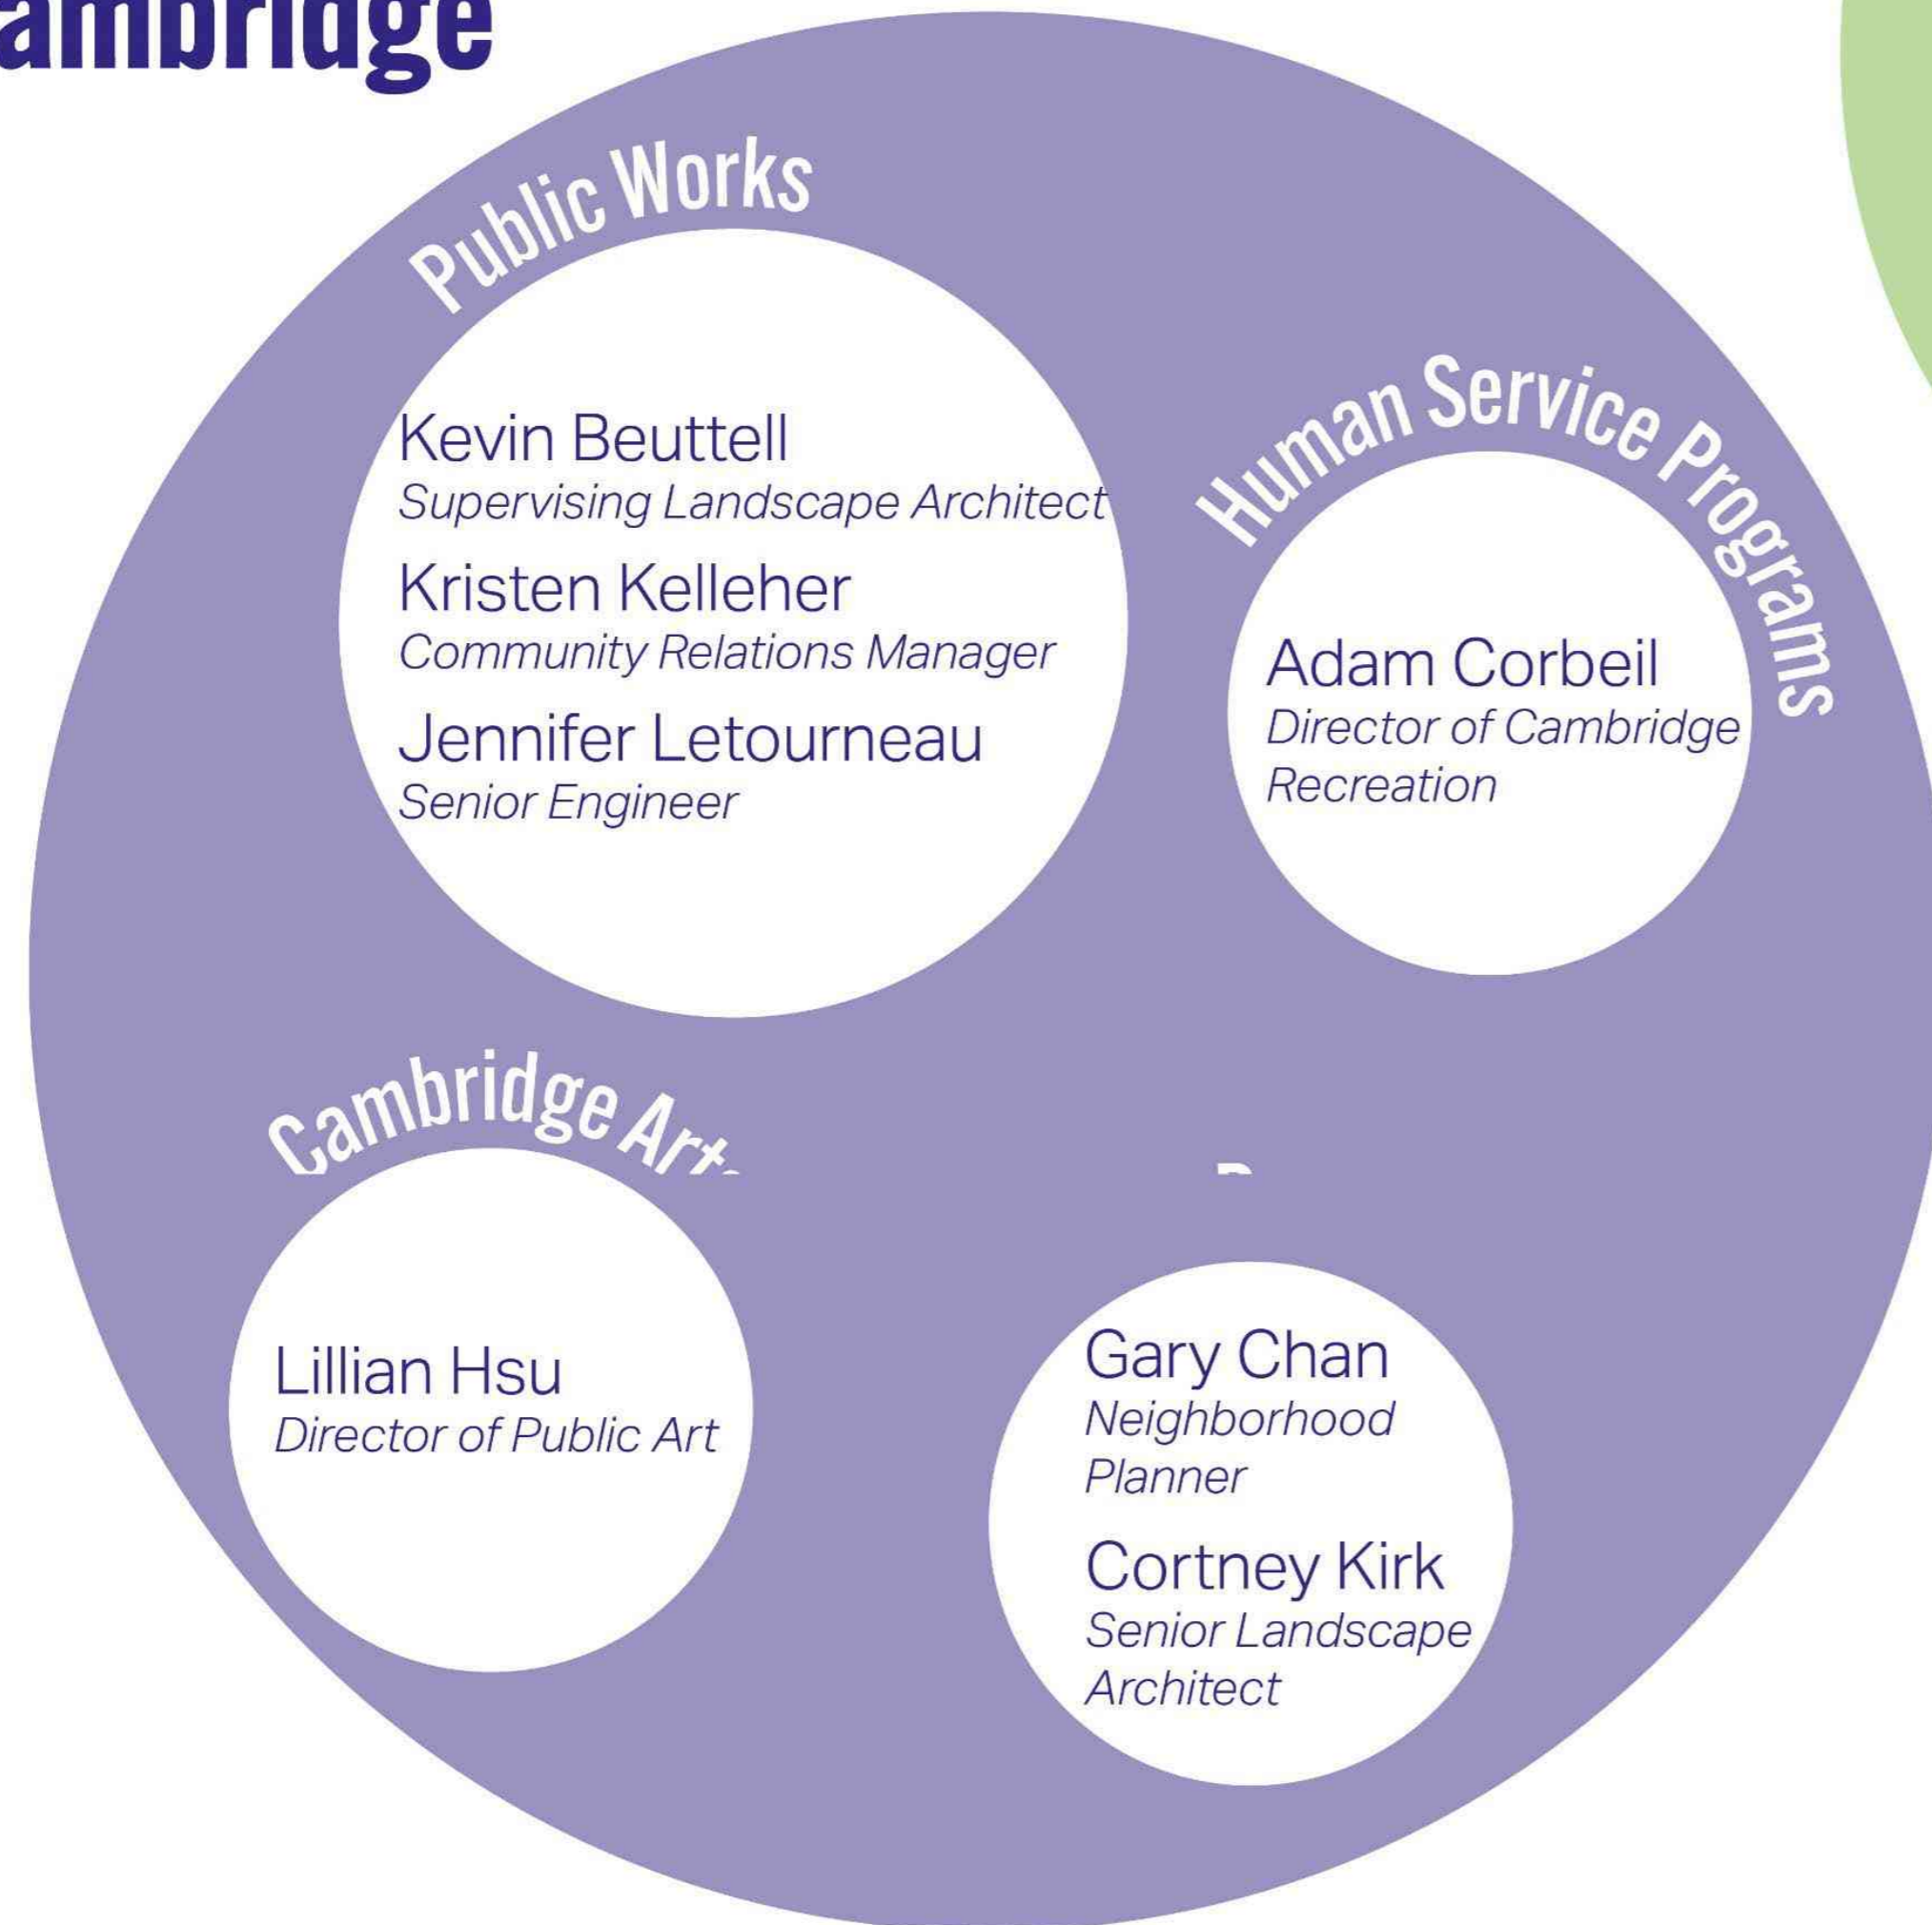 ambridge
Public Works
Kevin Beuttell
Supervising Landscape Architect
Kristen Kelleher
Community Relations Manager
Jennifer Letourneau
Senior Engineer
Human Service Programs
Adam Corbeil
Director of Cambridge
Recreation
Cambridge Arts
Lillian Hsu
Director of Public Art
Gary Chan
Neighborhood
Planner
Cortney Kirk
Senior Landscape
Architect